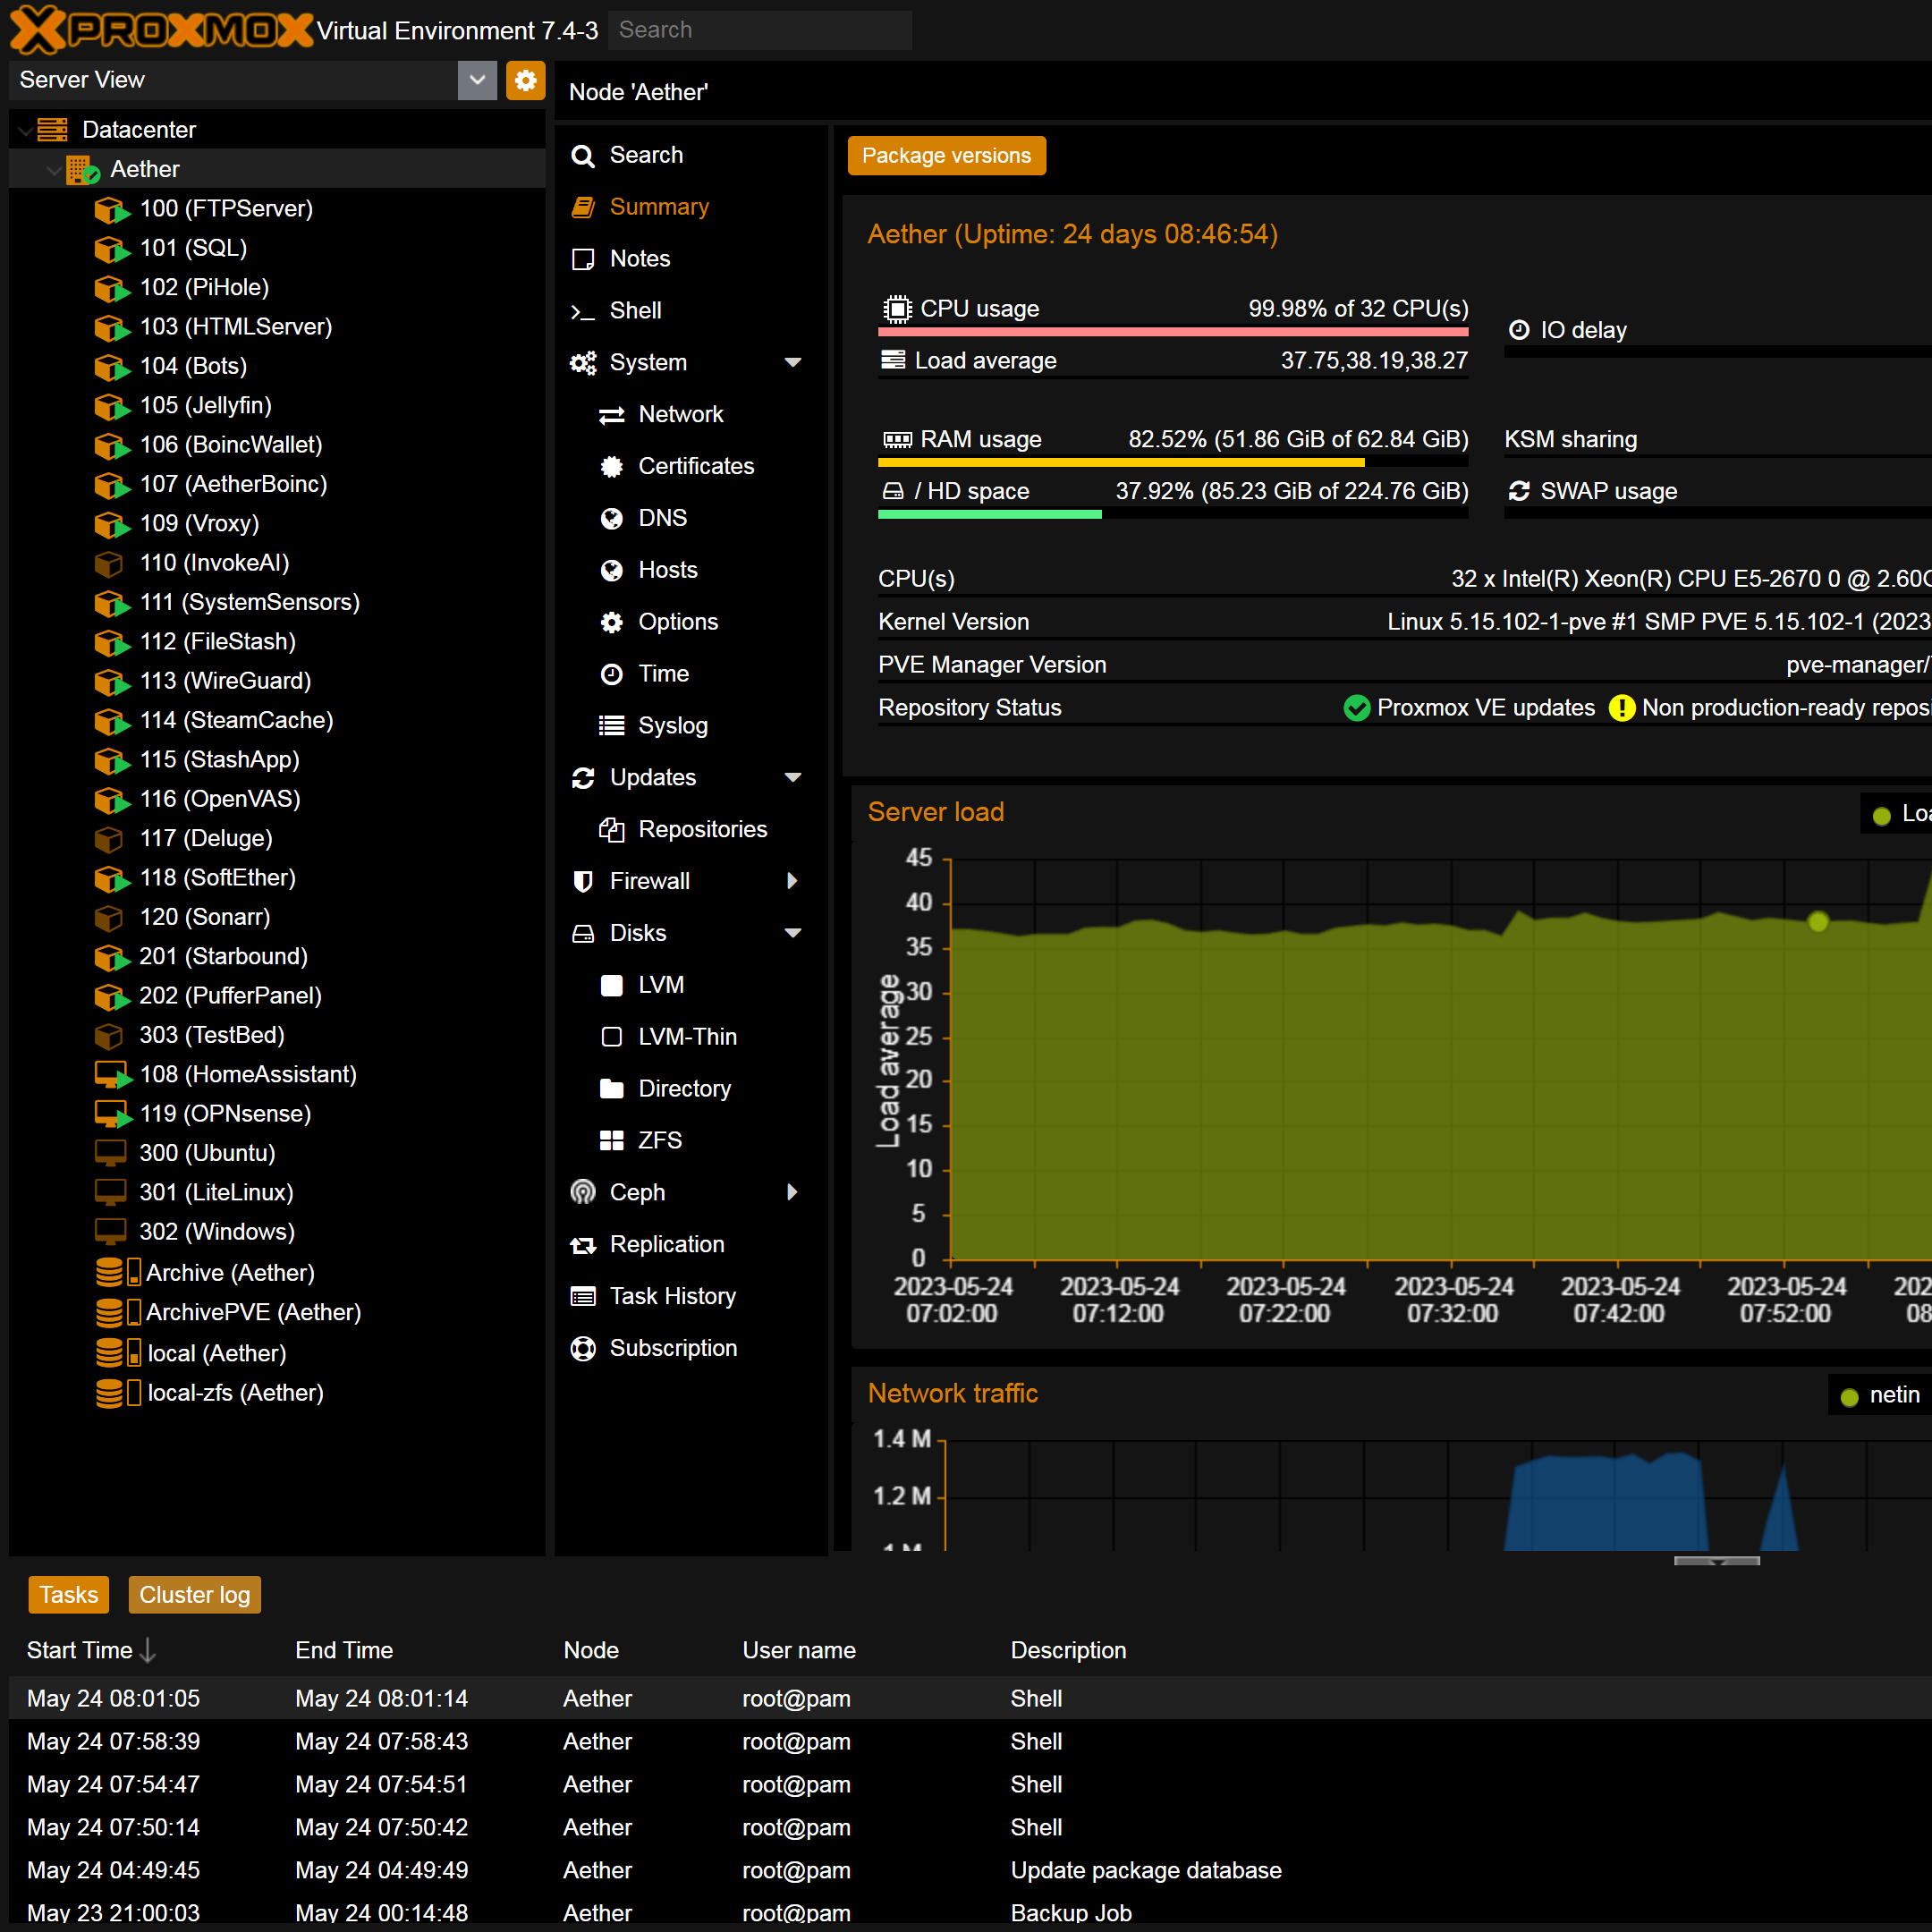 PROXMOX Virtual Environment 7.4-3 Search
Server View
Datacenter
Aether
100 (FTPServer)
101 (SQL)
102 (PiHole)
103 (HTMLServer)
104 (Bots)
105 (Jellyfin)
106 (BoincWallet)
107 (AetherBoinc)
109 (Vroxy)
110 (InvokeAI)
111 (SystemSensors)
112 (FileStash)
113 (WireGuard)
114 (SteamCache)
115 (StashApp)
116 (OpenVAS)
117 (Deluge)
118 (SoftEther)
120 (Sonarr)
201 (Starbound)
202 (PufferPanel)
303 (TestBed)
108 (HomeAssistant)
119 (OPNsense)
300 (Ubuntu)
301 (LiteLinux)
302 (Windows)
Archive (Aether)
ArchivePVE (Aether)
local (Aether)
local-zfs (Aether)
Node 'Aether'
Search
Summary
Notes
Shell
System
Network
Certificates
DNS
Hosts
Options
Time
Syslog
Updates
Repositories
Firewall
Disks
LVM
LVM-Thin
Directory
ZFS
Ceph
Replication
Task History
Subscription
Package versions
Aether (Uptime: 24 days 08:46:54)
CPU usage 99.98% of 32 CPU(s)
Load average 37.75,38.19,38.27
IO delay
RAM usage 82.52% (51.86 GiB of 62.84 GiB)
KSM sharing
/ HD space 37.92% (85.23 GiB of 224.76 GiB)
SWAP usage
CPU(s) 32 x Intel(R) Xeon(R) CPU E5-2670 0 @ 2.60
Kernel Version Linux 5.15.102-1-pve #1 SMP PVE 5.15.102-1 (2023
PVE Manager Version pve-manager/
Repository Status Proxmox VE updates Non production-ready
Server load
45
40
35
30
25
20
15
10
5
0
Load average
2023-05-24 2023-05-24 2023-05-24 2023-05-24 2023-05-24 2023-05-24
07:02:00 07:12:00 07:22:00 07:32:00 07:42:00 07:52:00
Network traffic
netin
1.4 M
1.2 M
Tasks Cluster log
Start Time End Time Node User name Description
May 24 08:01:05 May 24 08:01:14 Aether root@pam Shell
May 24 07:58:39 May 24 07:58:43 Aether root@pam Shell
May 24 07:54:47 May 24 07:54:51 Aether root@pam Shell
May 24 07:50:14 May 24 07:50:42 Aether root@pam Shell
May 24 04:49:45 May 24 04:49:49 Aether root@pam Update package database
May 23 21:00:03 May 24 00:14:48 Aether root@pam Backup Job